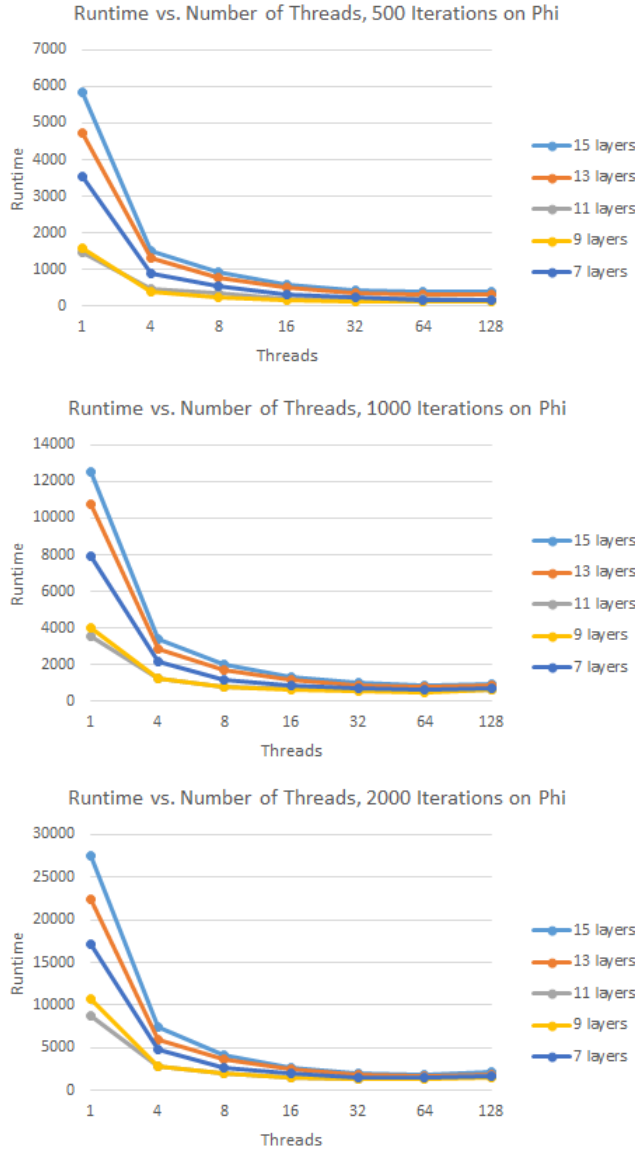 Runtime vs. Number of Threads, 500 Iterations on Phi
7000
6000
5000
4000
3000
2000
1000
0
Runtime
1 4 8 16 32 64 128
Threads
15 layers
13 layers
11 layers
9 layers
7 layers
Runtime vs. Number of Threads, 1000 Iterations on Phi
14000
12000
10000
8000
6000
4000
2000
0
Runtime
1 4 8 16 32 64 128
Threads
15 layers
13 layers
11 layers
9 layers
7 layers
Runtime vs. Number of Threads, 2000 Iterations on Phi
30000
25000
20000
15000
10000
5000
0
Runtime
1 4 8 16 32 64 128
Threads
15 layers
13 layers
11 layers
9 layers
7 layers